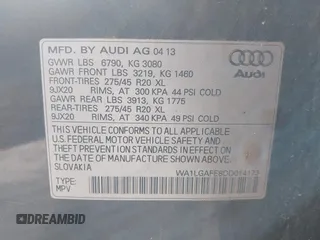 MFD. BY AUDI AG 04 13
GVWR LBS 6790, KG 3080
GAWR FRONT LBS 3219, KG 1460
FRONT-TIRES 275/45 R20 XL
9JX20 RIMS, AT 300 KPA 44 PSI COLD
GAWR REAR LBS 3913, KG 1775
REAR-TIRES 275/45 R20 XL
9JX20 RIMS, AT 340 KPA 49 PSI COLD
THIS VEHICLE CONFORMS TO ALL APPLICABLE
U.S. FEDERAL MOTOR VEHICLE SAFETY AND
THEFT PREVENTION STANDARDS IN EFFECT ON
THE DATE OF MANUFACTURE SHOWN ABOVE.
SLOVAKIA
TYPE:
MPV
Audi
DREAMBID